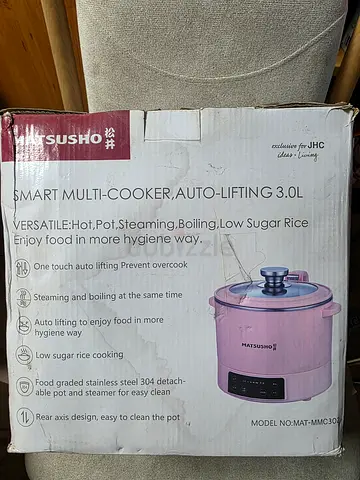 MATSUSHO 松井
exclusive for JHC
ideas · Living
SMART MULTI-COOKER,AUTO-LIFTING 3.0L
VERSATILE:Hot,Pot,Steaming,Boiling,Low Sugar Rice
Enjoy food in more hygiene way.
dubizzle
One touch auto lifting Prevent overcook
Steaming and boiling at the same time
Auto lifting to enjoy food in more
hygiene way
Low sugar rice cooking
Food graded stainless steel 304 detach-
able pot and steamer for easy clean
Rear axis design, easy to clean the pot
MATSUSHO 松井
MODEL NO:MAT-MMC30